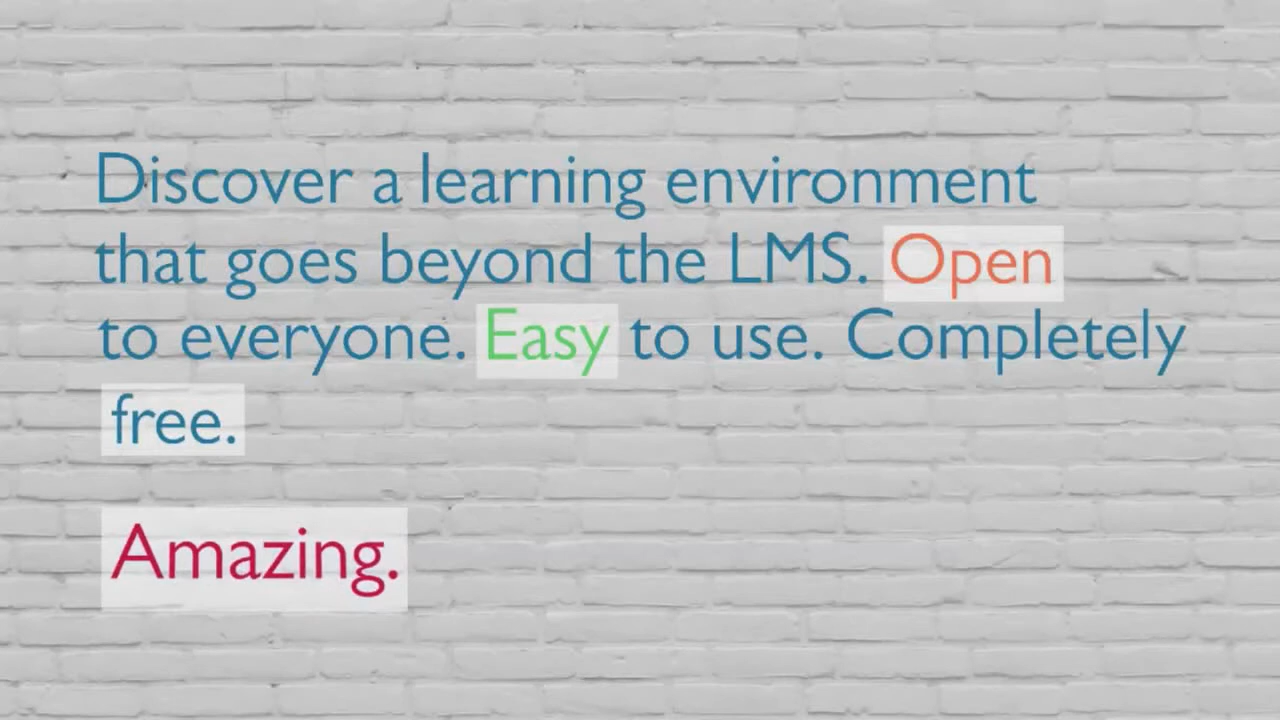 Discover a learning environment
that goes beyond the LMS. Open
to everyone. Easy to use. Completely
free.
Amazing.